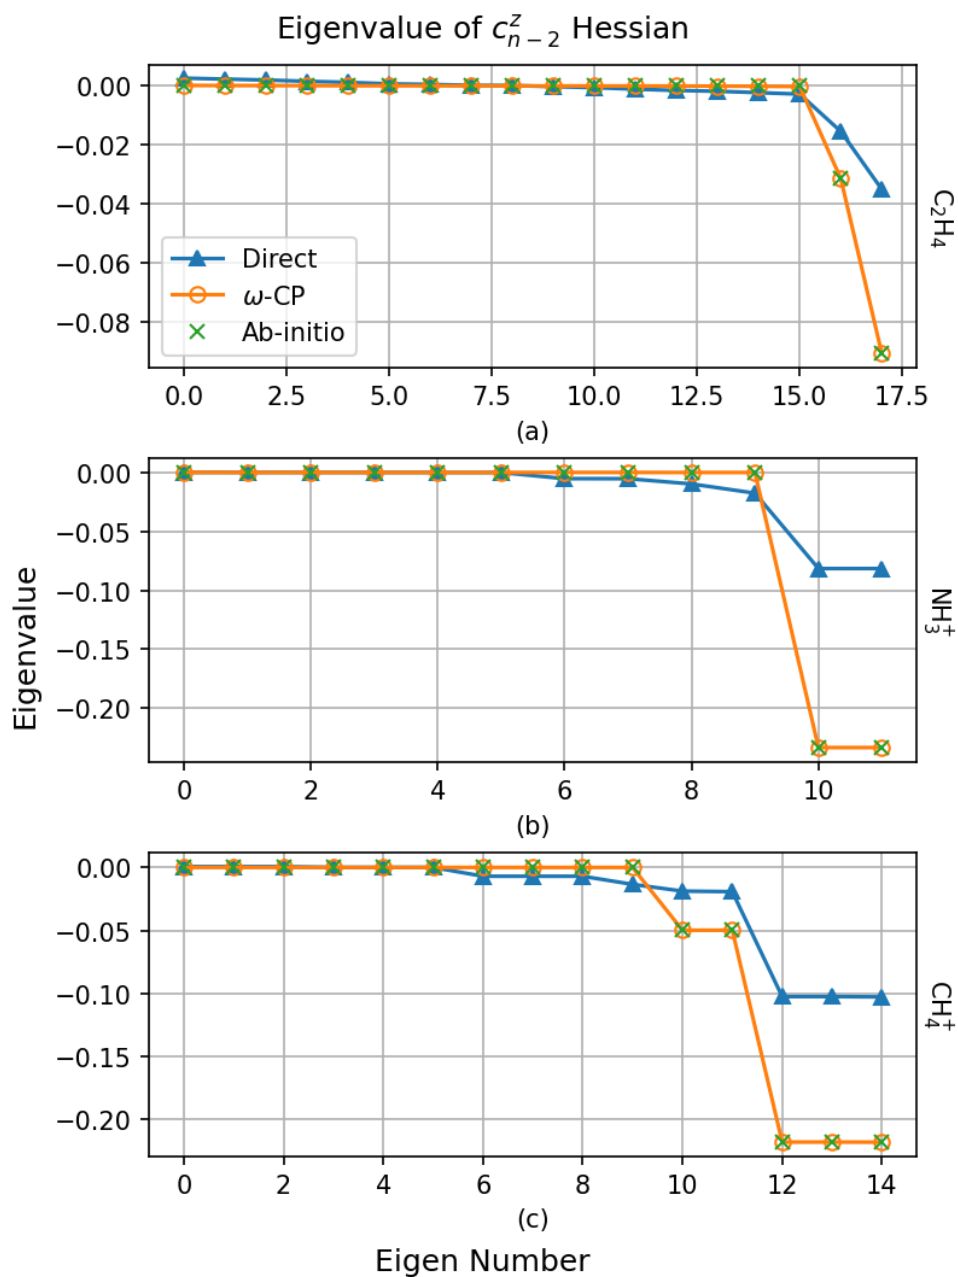 Eigenvalue of $c^{z}_{n-2}$ Hessian
0.00
−0.02
−0.04
−0.06
−0.08
Direct
ω-CP
Ab-initio
C₂H₄
0.0 2.5 5.0 7.5 10.0 12.5 15.0 17.5
(a)
0.00
−0.05
−0.10
−0.15
−0.20
NH₃⁺
0 2 4 6 8 10
(b)
Eigenvalue
0.00
−0.05
−0.10
−0.15
−0.20
CH₄⁺
0 2 4 6 8 10 12 14
(c)
Eigen Number